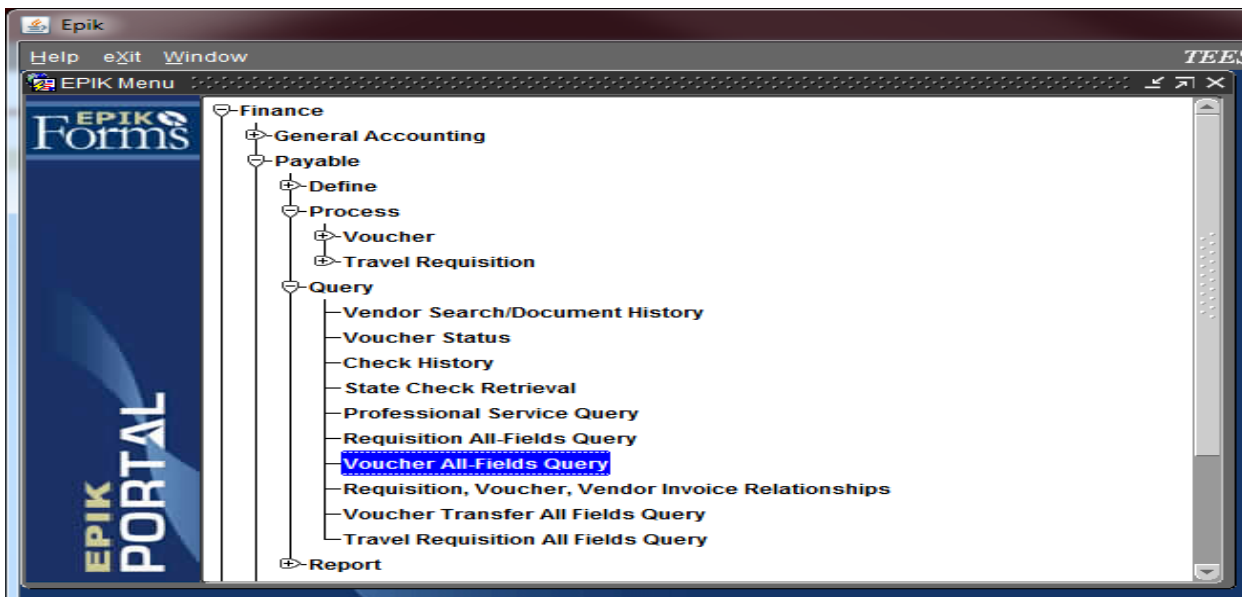 Epik
Help eXit Window
TEES
EPIK Menu
EPIK
Forms
Finance
General Accounting
Payable
Define
Process
Voucher
Travel Requisition
Query
Vendor Search/Document History
Voucher Status
Check History
State Check Retrieval
Professional Service Query
Requisition All-Fields Query
Voucher All-Fields Query
Requisition, Voucher, Vendor Invoice Relationships
Voucher Transfer All Fields Query
Travel Requisition All Fields Query
Report
EPIK
PORTAL